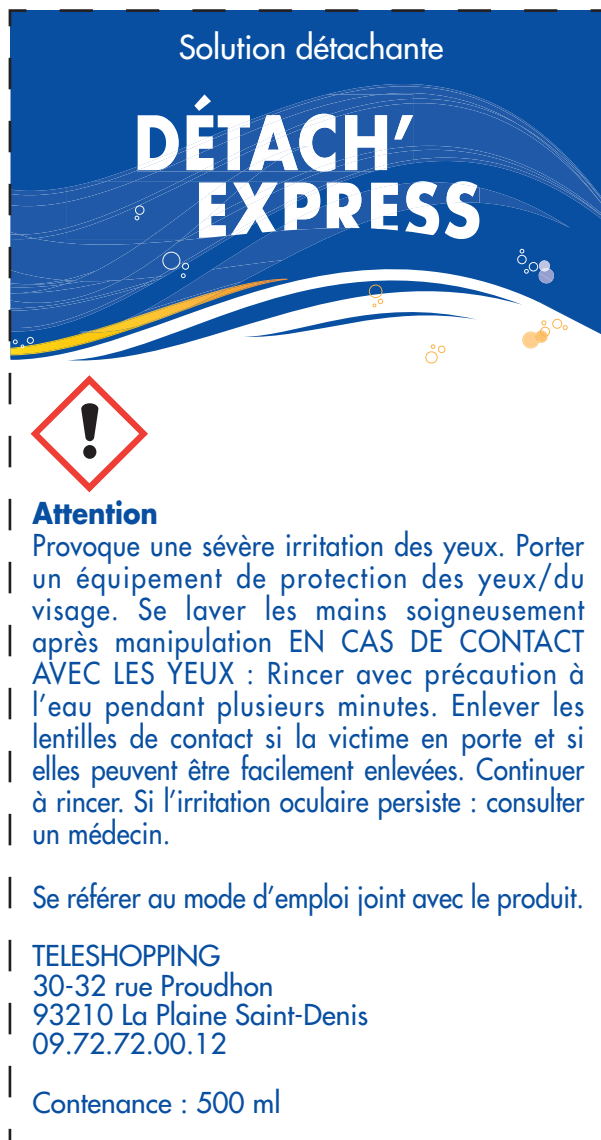 Solution détachante
DÉTACH'
EXPRESS
Attention
Provoque une sévère irritation des yeux. Porter
un équipement de protection des yeux/du
visage. Se laver les mains soigneusement
après manipulation EN CAS DE CONTACT
AVEC LES YEUX : Rincer avec précaution à
l’eau pendant plusieurs minutes. Enlever les
lentilles de contact si la victime en porte et si
elles peuvent être facilement enlevées. Continuer
à rincer. Si l’irritation oculaire persiste : consulter
un médecin.
Se référer au mode d’emploi joint avec le produit.
TELESHOPPING
30-32 rue Proudhon
93210 La Plaine Saint-Denis
09.72.72.00.12
Contenance : 500 ml